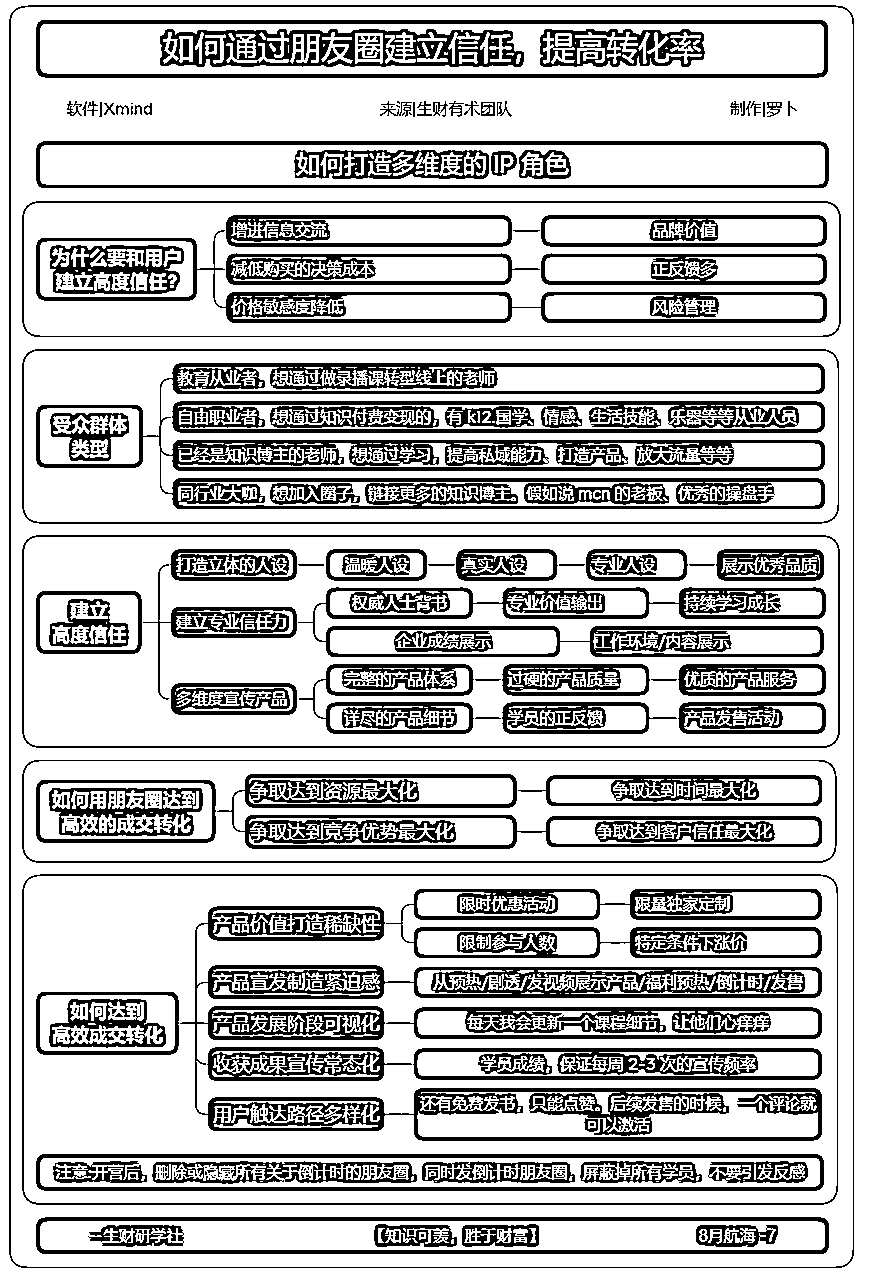 如何通过朋友圈建立信任，提高转化率
软件|Xmind
来源|生财有术团队
制作|罗卜
如何打造多维度的 IP 角色
为什么要和用户
建立高度信任?
增进信息交流
品牌价值
减低购买的决策成本
正反馈多
价格敏感度降低
风险管理
受众群体
类型
教育从业者，想通过做录播课转型线上的老师
自由职业者，想通过知识付费变现的，有 k12.国学、情感、生活技能、乐器等等从业人员
已经是知识博主的老师，想通过学习，提高私域能力、打造产品、放大流量等等
同行业大咖，想加入圈子，链接更多的知识博主。假如说 mcn 的老板、优秀的操盘手
建立
高度信任
打造立体的人设
温暖人设
真实人设
专业人设
展示优秀品质
建立专业信任力
权威人士背书
专业价值输出
持续学习成长
企业成绩展示
工作环境/内容展示
多维度宣传产品
完整的产品体系
过硬的产品质量
优质的产品服务
详尽的产品细节
学员的正反馈
产品发售活动
如何用朋友圈达到
高效的成交转化
争取达到资源最大化
争取达到时间最大化
争取达到竞争优势最大化
争取达到客户信任最大化
如何达到
高效成交转化
产品价值打造稀缺性
限时优惠活动
限量独家定制
限制参与人数
特定条件下涨价
产品宣发制造紧迫感
从预热/剧透/发视频展示产品/福利预热/倒计时/发售
产品发展阶段可视化
每天我会更新一个课程细节，让他们心痒痒
收获成果宣传常态化
学员成绩，保证每周 2-3 次的宣传频率
用户触达路径多样化
还有免费发书，只能点赞。后续发售的时候，一个评论就
可以激活
注意:开营后，删除或隐藏所有关于倒计时的朋友圈，同时发倒计时朋友圈，屏蔽掉所有学员，不要引发反感
一生财研学社
【知识可羡，胜于财富】
8月航海-7